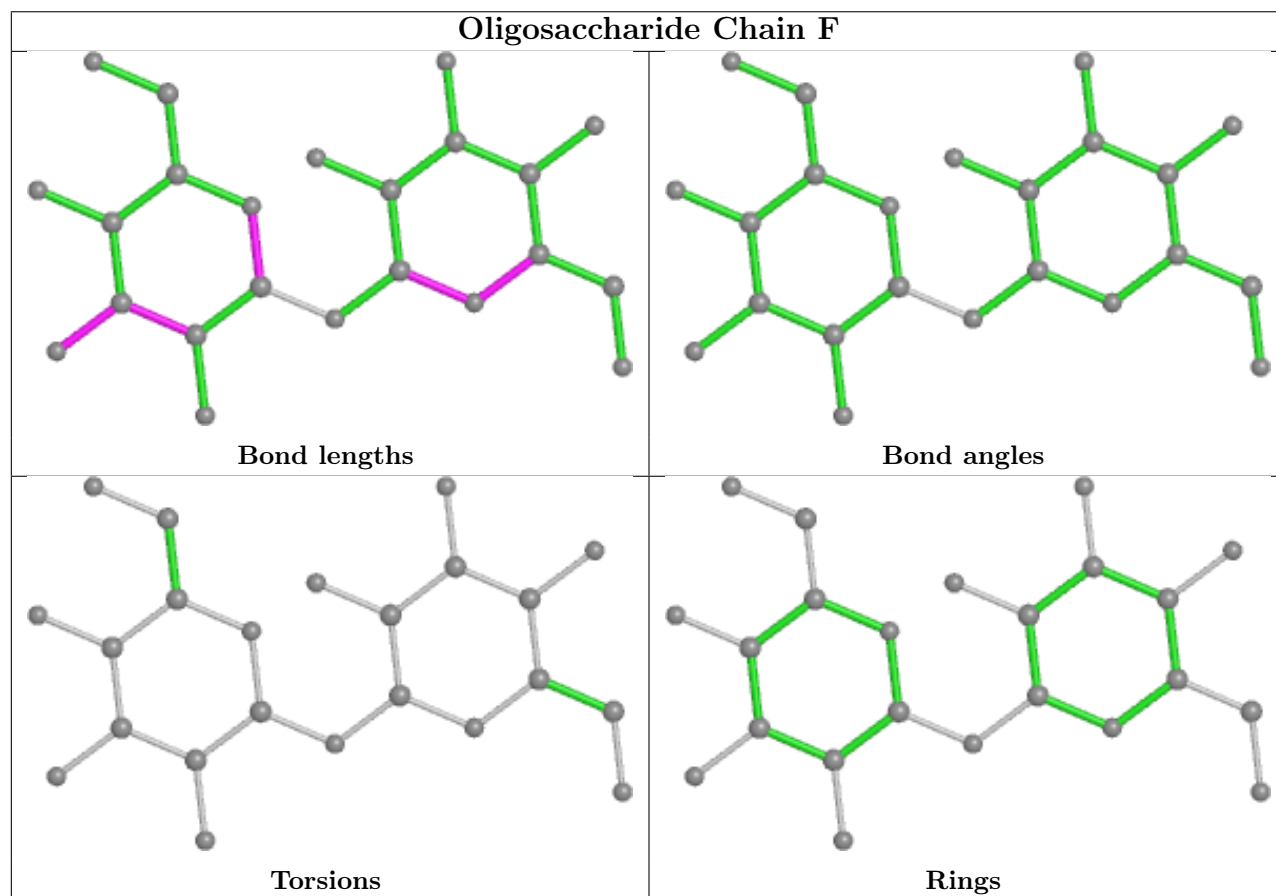 Oligosaccharide Chain F
Bond lengths
Bond angles
Torsions
Rings